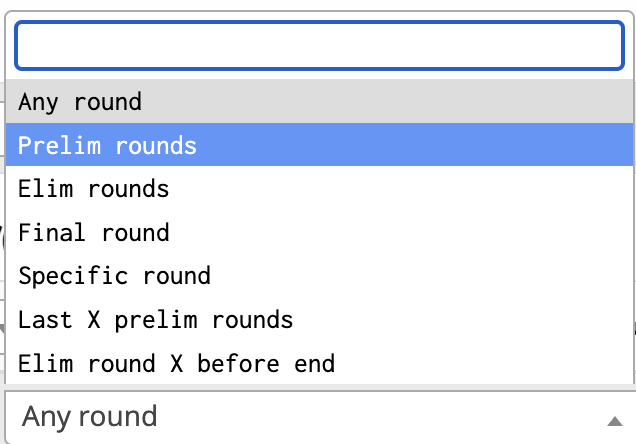 Any round
Prelim rounds
Elim rounds
Final round
Specific round
Last X prelim rounds
Elim round X before end
Any round